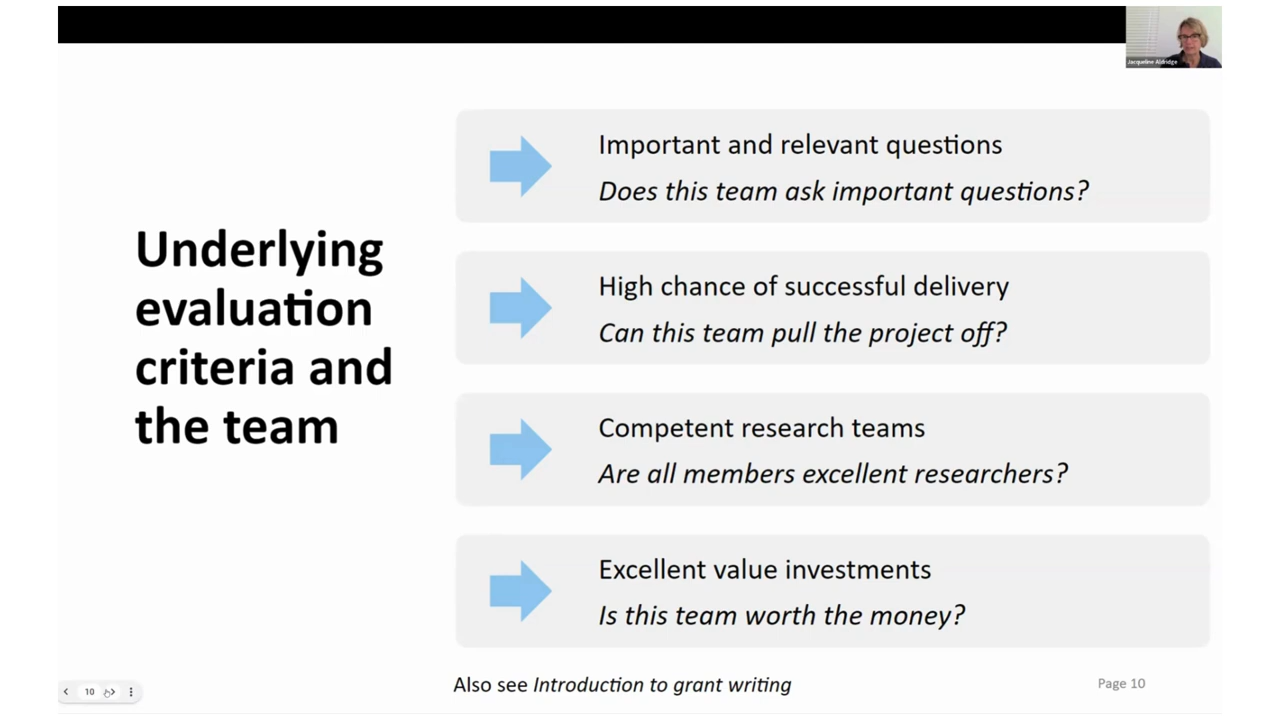 Jacqueline Aldridge
Underlying
evaluation
criteria and
the team
Important and relevant questions
Does this team ask important questions?
High chance of successful delivery
Can this team pull the project off?
Competent research teams
Are all members excellent researchers?
Excellent value investments
Is this team worth the money?
Also see Introduction to grant writing
Page 10
10